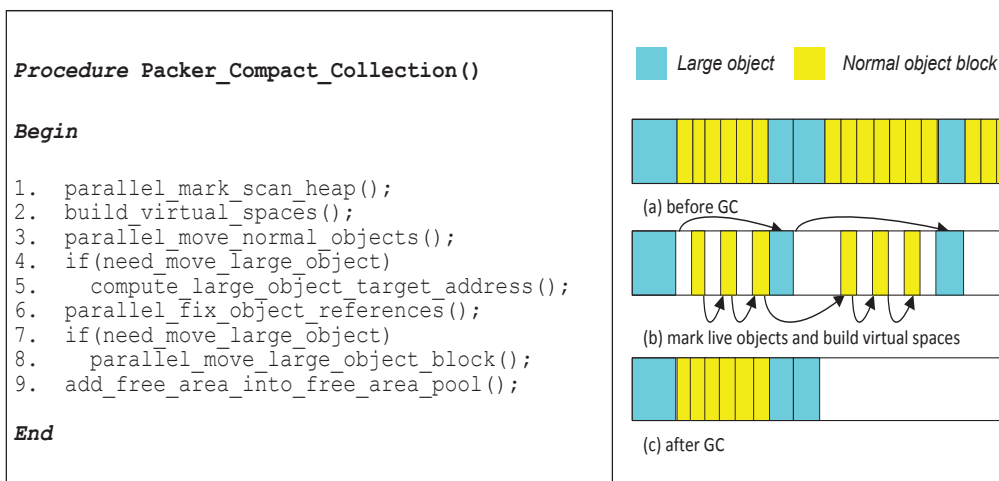 Procedure Packer_Compact_Collection()
Begin
1. parallel_mark_scan_heap();
2. build_virtual_spaces();
3. parallel_move_normal_objects();
4. if(need_move_large_object)
5. compute_large_object_target_address();
6. parallel_fix_object_references();
7. if(need_move_large_object)
8. parallel_move_large_object_block();
9. add_free_area_into_free_area_pool();
End
Large object
Normal object block
(a) before GC
(b) mark live objects and build virtual spaces
(c) after GC